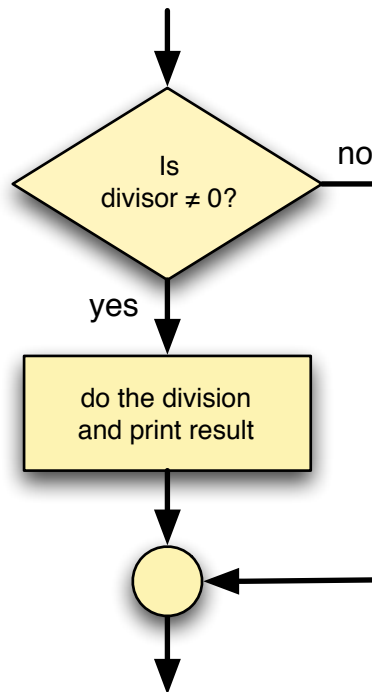 Is
divisor ≠ 0?
no
yes
do the division
and print result